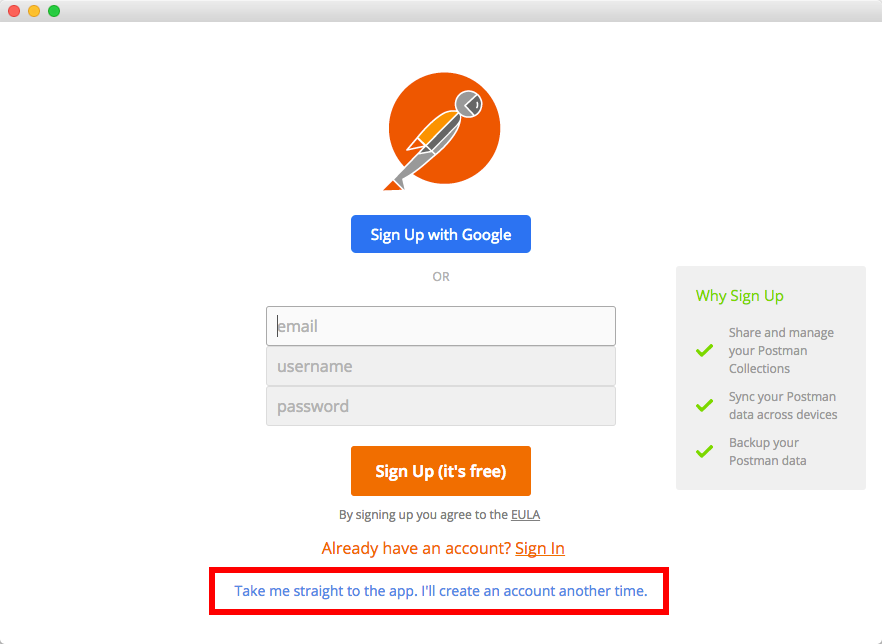 Sign Up with Google
OR
email
username
password
Sign Up (it's free)
By signing up you agree to the EULA
Already have an account? Sign In
Take me straight to the app. I'll create an account another time.
Why Sign Up
Share and manage
your Postman
Collections
Sync your Postman
data across devices
Backup your
Postman data